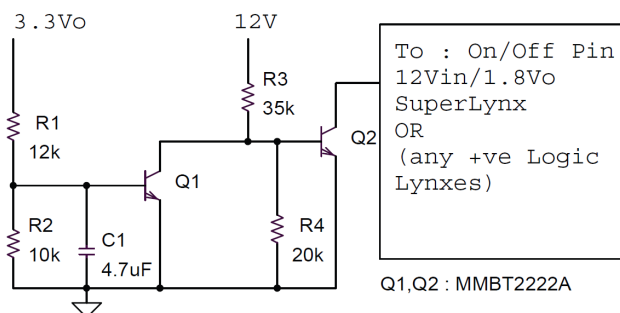 3.3Vo
12V
To : On/Off Pin
12Vin/1.8Vo
SuperLynx
OR
(any +ve Logic
Lynxes)
R3
35k
R1
12k
Q2
Q1
R2
10k
C1
4.7uF
R4
20k
Q1,Q2 : MMBT2222A